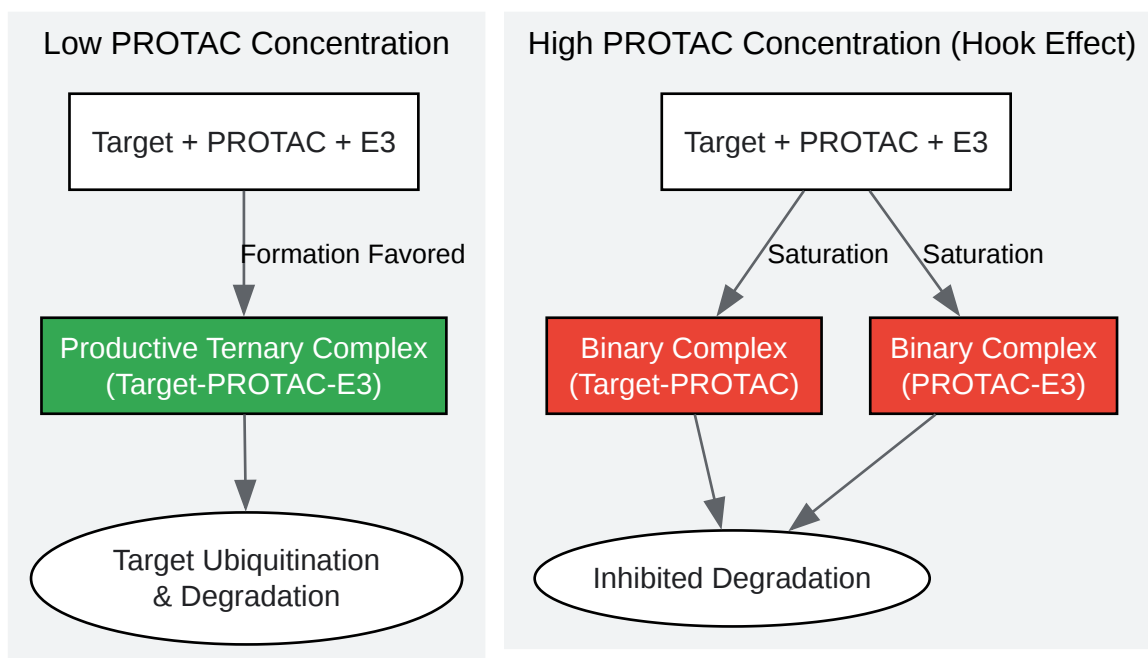 Low PROTAC Concentration
Target + PROTAC + E3
Formation Favored
Productive Ternary Complex
(Target-PROTAC-E3)
Target Ubiquitination
& Degradation
High PROTAC Concentration (Hook Effect)
Target + PROTAC + E3
Saturation
Saturation
Binary Complex
(Target-PROTAC)
Binary Complex
(PROTAC-E3)
Inhibited Degradation